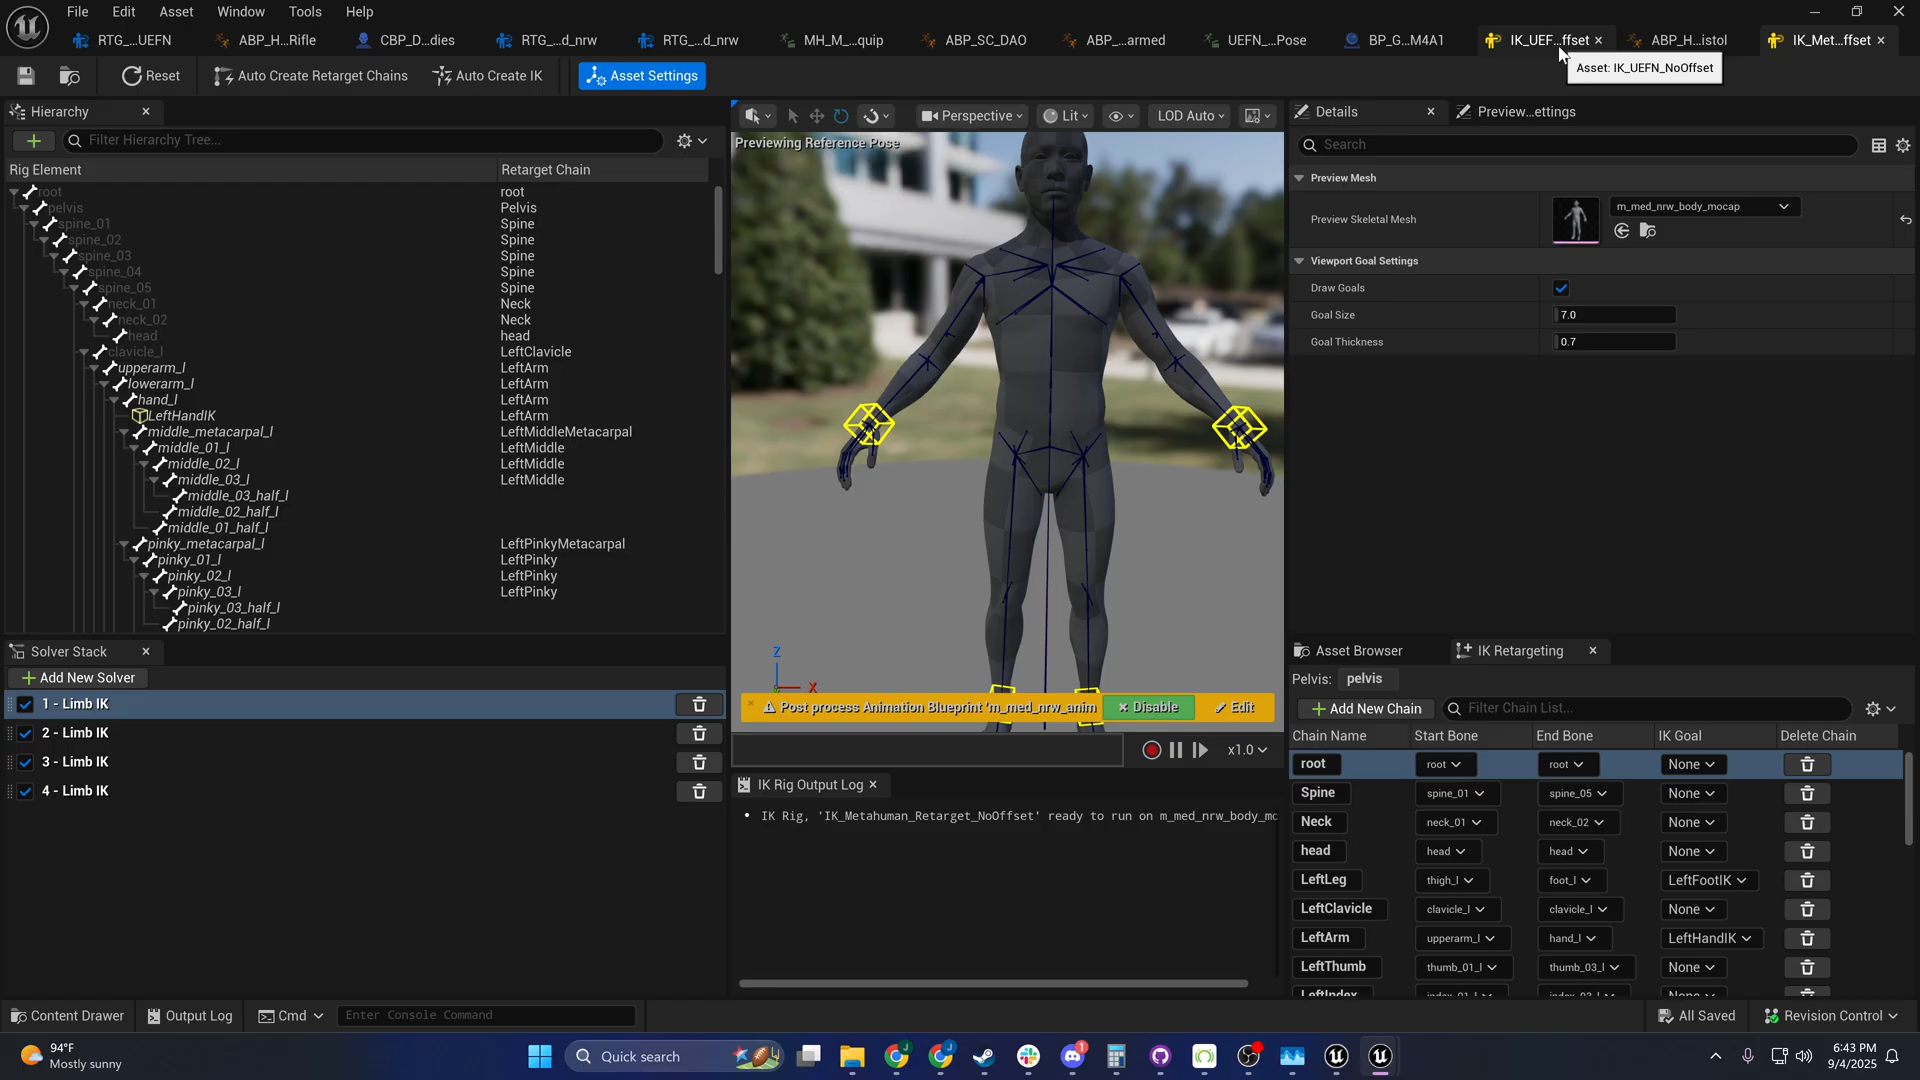 File Edit Asset Window Tools Help
RTG_...UEFN ABP_H...Rifle CBP_D...dies RTG_...d_nrw RTG_...d_nrw MH_M_...quip ABP_SC_DAO ABP_...armed UEFN_...Pose BP_G...M4A1 IK_UEF...ffset ABP_H...istol IK_Met...ffset
Asset: IK_UEFN_NoOffset
Reset Auto Create Retarget Chains Auto Create IK Asset Settings
Hierarchy
Filter Hierarchy Tree...
Rig Element Retarget Chain
root root
pelvis Pelvis
spine_01 Spine
spine_02 Spine
spine_03 Spine
spine_04 Spine
spine_05 Spine
neck_01 Neck
neck_02 Neck
head head
clavicle_l LeftClavicle
upperarm_l LeftArm
lowerarm_l LeftArm
hand_l LeftArm
LeftHandIK LeftArm
middle_metacarpal_l LeftMiddleMetacarpal
middle_01_l LeftMiddle
middle_02_l LeftMiddle
middle_03_l LeftMiddle
middle_03_half_l
middle_02_half_l
middle_01_half_l
pinky_metacarpal_l LeftPinkyMetacarpal
pinky_01_l LeftPinky
pinky_02_l LeftPinky
pinky_03_l LeftPinky
pinky_03_half_l
pinky_02_half_l
Solver Stack
Add New Solver
1 - Limb IK
2 - Limb IK
3 - Limb IK
4 - Limb IK
Perspective Lit LOD Auto
Previewing Reference Pose
Z
X
Post process Animation Blueprint 'm_med_nrw_anim Disable Edit
x1.0
IK Rig Output Log
• IK Rig, 'IK_Metahuman_Retarget_NoOffset' ready to run on m_med_nrw_body_mo
Details Preview...ettings
Search
Preview Mesh
Preview Skeletal Mesh m_med_nrw_body_mocap
Viewport Goal Settings
Draw Goals
Goal Size 7.0
Goal Thickness 0.7
Asset Browser IK Retargeting
Pelvis: pelvis
Add New Chain Filter Chain List...
Chain Name Start Bone End Bone IK Goal Delete Chain
root root root None
Spine spine_01 spine_05 None
Neck neck_01 neck_02 None
head head head None
LeftLeg thigh_l foot_l LeftFootIK
LeftClavicle clavicle_l clavicle_l None
LeftArm upperarm_l hand_l LeftHandIK
LeftThumb thumb_01_l thumb_03_l None
LeftIndex index_01_l index_03_l None
Content Drawer Output Log Cmd Enter Console Command All Saved Revision Control
94°F
Mostly sunny
Quick search
1
6:43 PM
9/4/2025